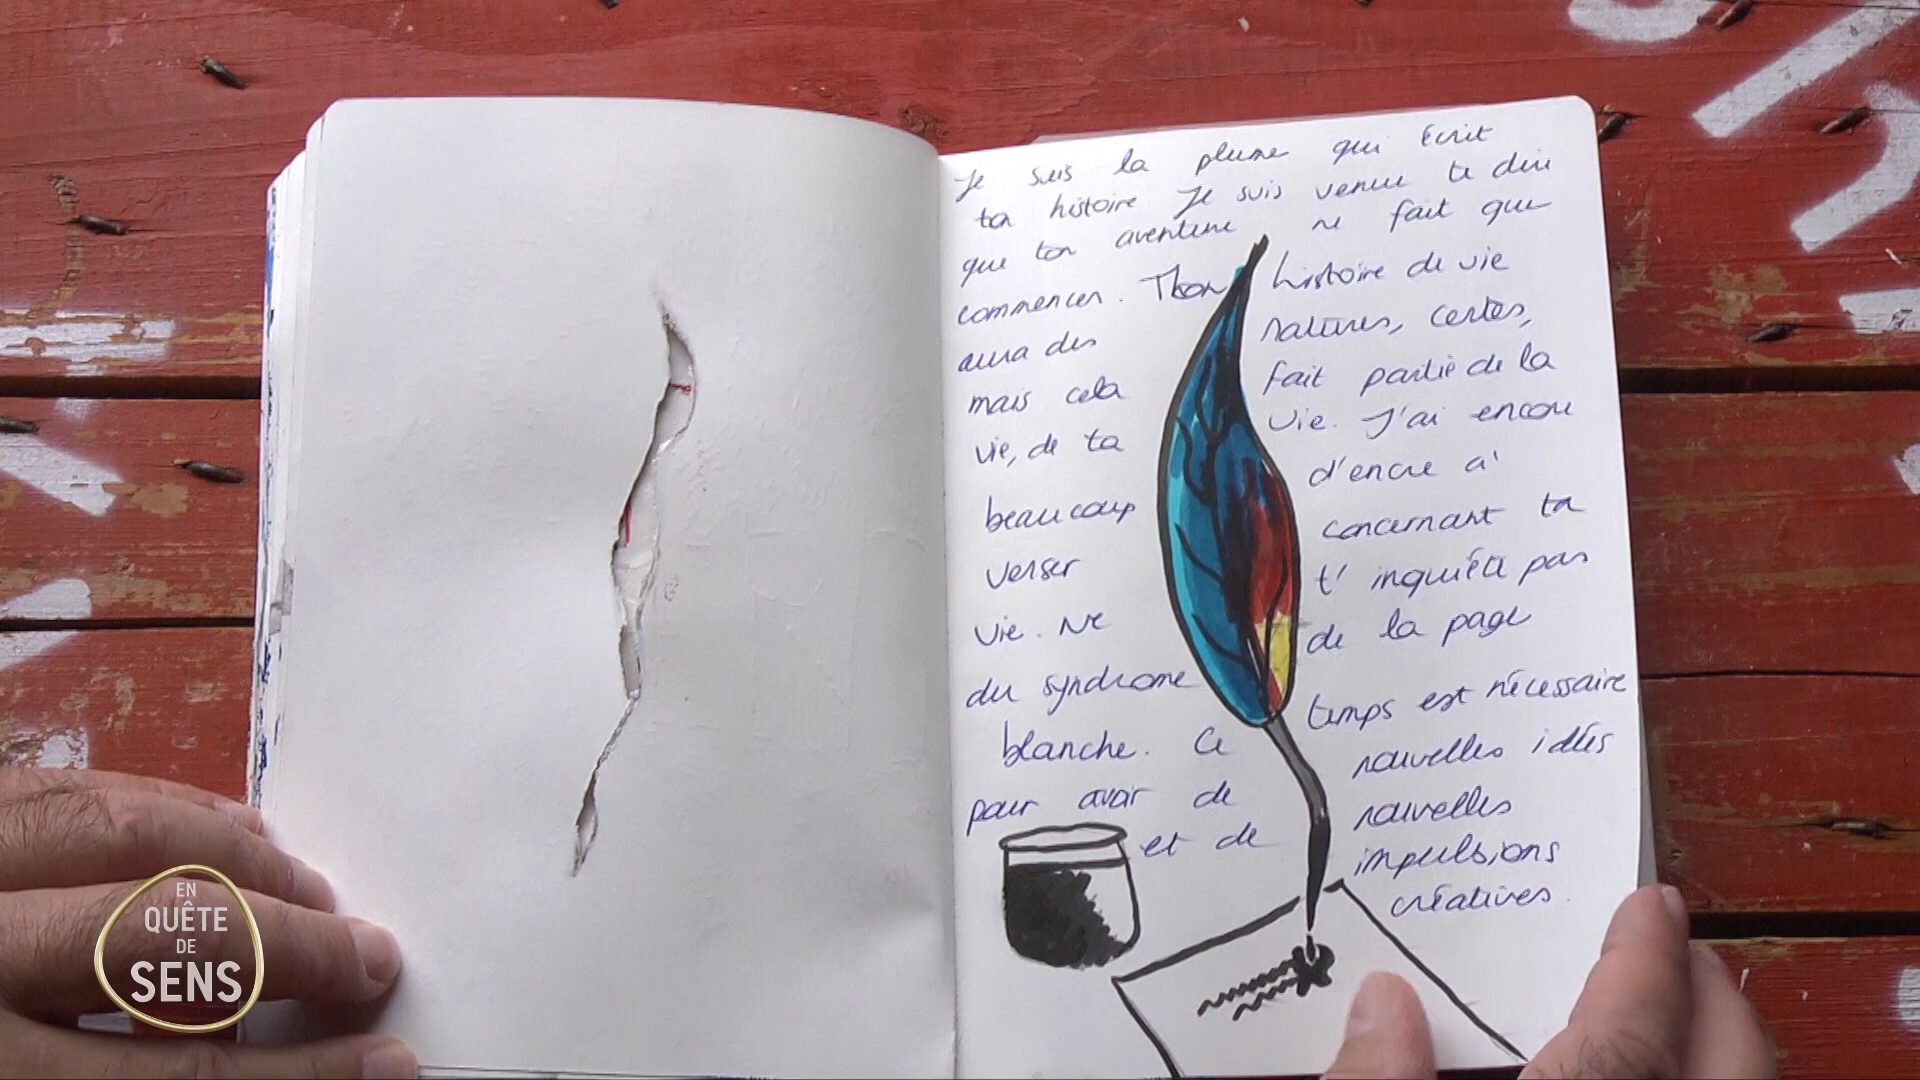 Je suis la plume qui écrit
ta histoire. Je suis venue te dire
que ton aventure ne fait que
commencer. Thon histoire de vie
aura des ratures, certes,
mais cela fait partie de la
vie, de ta vie. J'ai encore
beaucoup d'encre à
verser concernant ta
vie. Ne t'inquiète pas
du syndrome de la page
blanche. Ce temps est nécessaire
pour avoir de nouvelles idées
et de nouvelles
impulsions
créatives.
EN
QUÊTE
DE
SENS